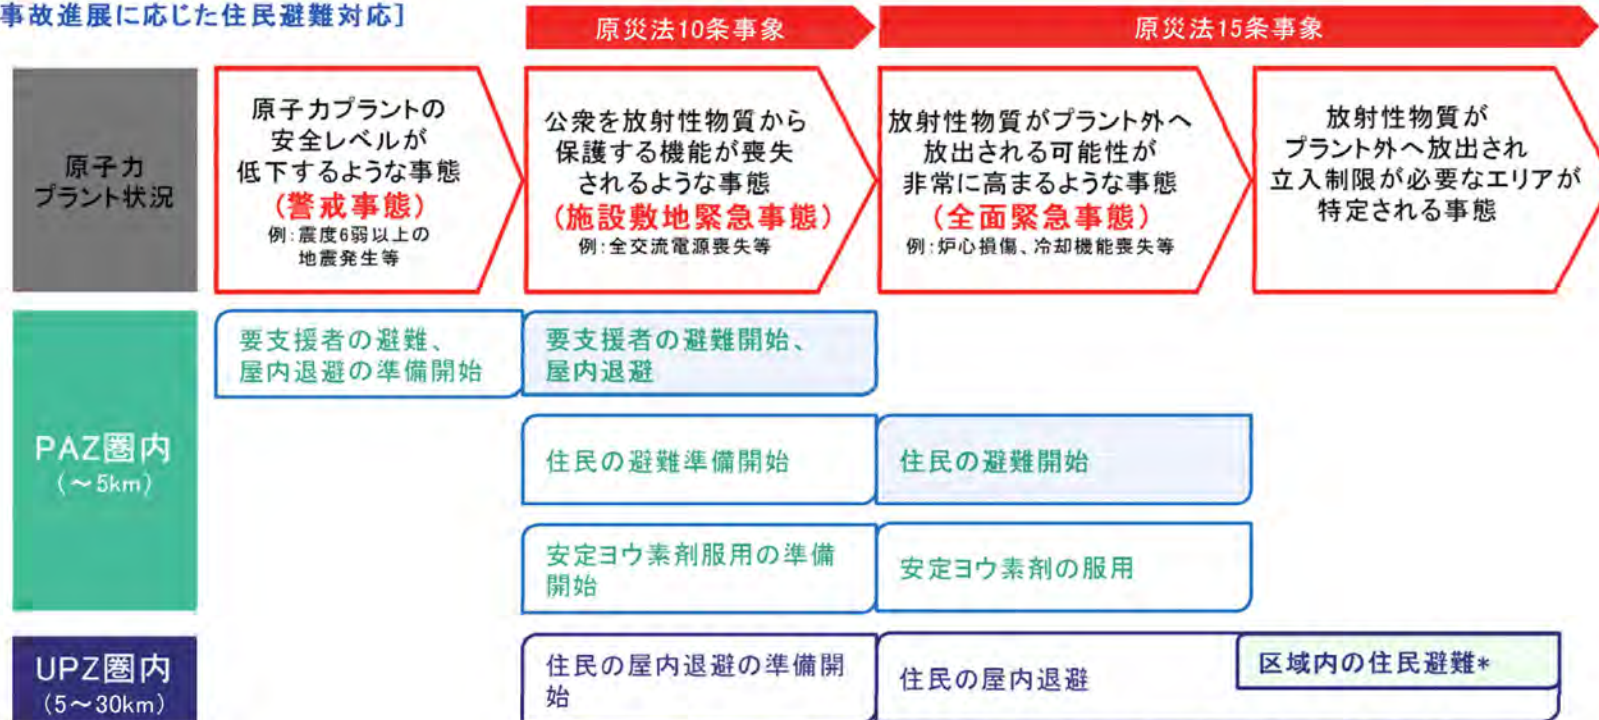 事故進展に応じた住民避難対応]
原災法10条事象
原災法15条事象
原子力
プラント状況
原子力プラントの
安全レベルが
低下するような事態
(警戒事態)
例:震度6弱以上の
地震発生等
公衆を放射性物質から
保護する機能が喪失
されるような事態
(施設敷地緊急事態)
例:全交流電源喪失等
放射性物質がプラント外へ
放出される可能性が
非常に高まるような事態
(全面緊急事態)
例:炉心損傷、冷却機能喪失等
放射性物質が
プラント外へ放出され
立入制限が必要なエリアが
特定される事態
PAZ圏内
(～5km)
要支援者の避難、
屋内退避の準備開始
要支援者の避難開始、
屋内退避
住民の避難準備開始
住民の避難開始
安定ヨウ素剤服用の準備
開始
安定ヨウ素剤の服用
UPZ圏内
(5～30km)
住民の屋内退避の準備開
始
住民の屋内退避
区域内の住民避難*